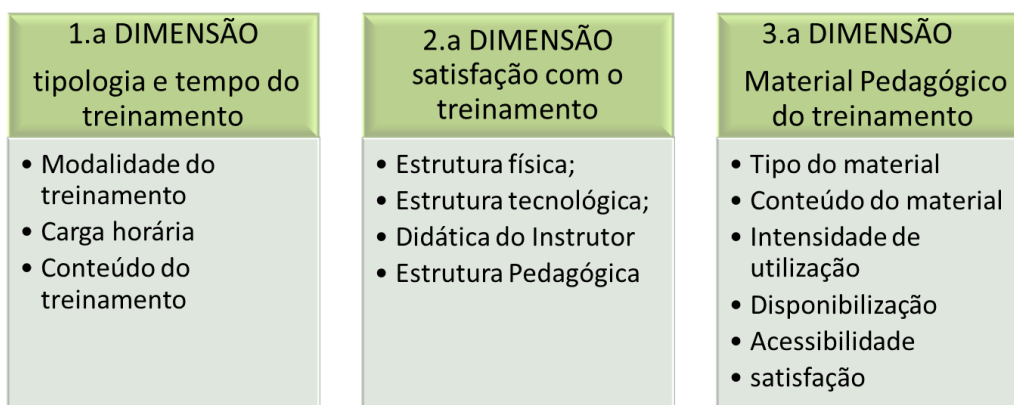 1.a DIMENSÃO
tipologia e tempo do
treinamento
• Modalidade do
treinamento
• Carga horária
• Conteúdo do
treinamento
2.a DIMENSÃO
satisfação com o
treinamento
• Estrutura física;
• Estrutura tecnológica;
• Didática do Instrutor
• Estrutura Pedagógica
3.a DIMENSÃO
Material Pedagógico
do treinamento
• Tipo do material
• Conteúdo do material
• Intensidade de
utilização
• Disponibilização
• Acessibilidade
• satisfação